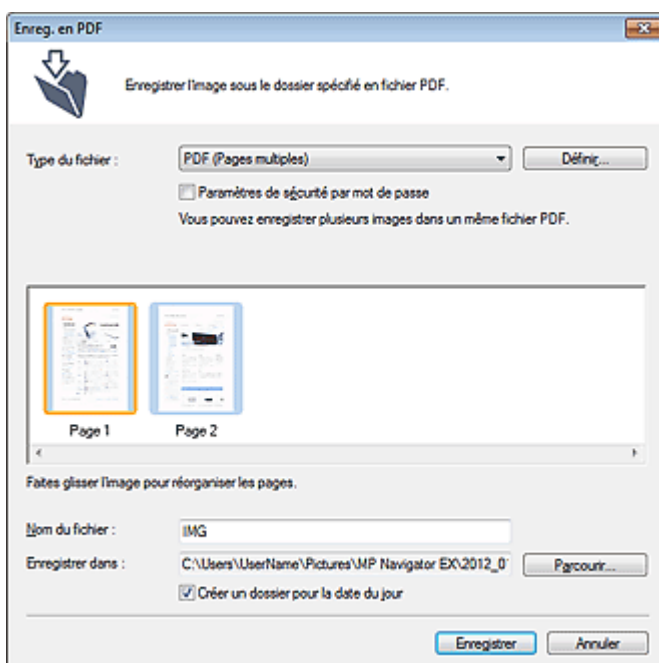 Enreg. en PDF
Enregistrer l'image sous le dossier spécifié en fichier PDF.
Type du fichier : PDF (Pages multiples) Définir...
Paramètres de sécurité par mot de passe
Vous pouvez enregistrer plusieurs images dans un même fichier PDF.
Page 1 Page 2
Faites glisser l'image pour réorganiser les pages.
Nom du fichier : IMG
Enregistrer dans : C:\Users\UserName\Pictures\MP Navigator EX\2012_0 Parcourir...
Créer un dossier pour la date du jour
Enregistrer Annuler